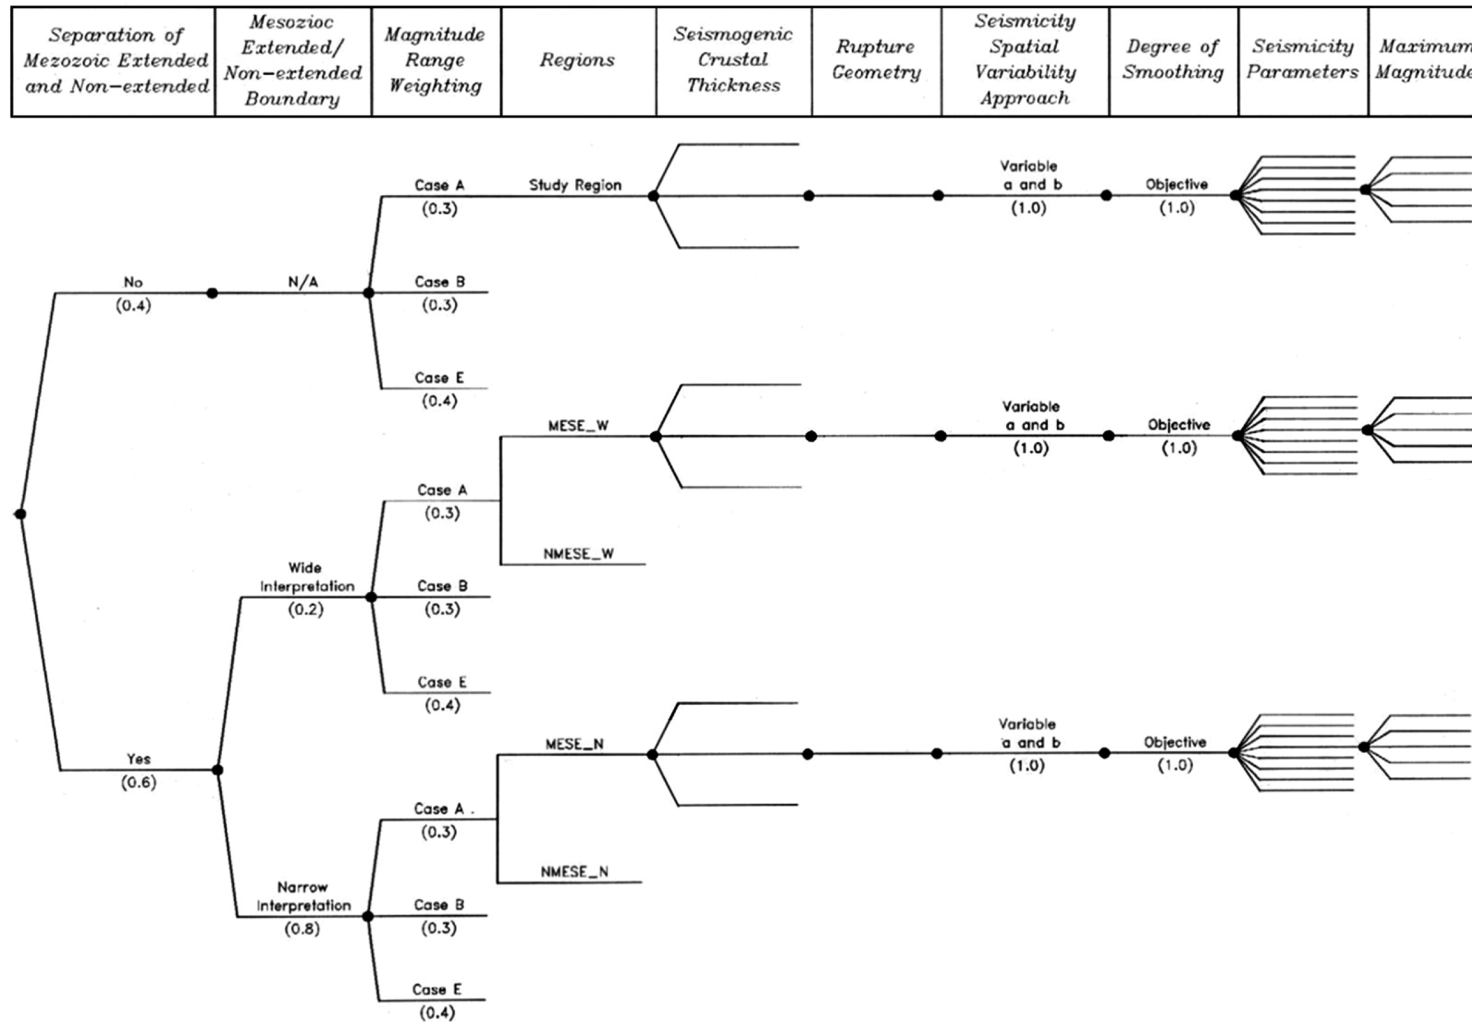 Separation of
Mezozoic Extended
and Non-extended
Mesozioc
Extended/
Non-extended
Boundary
Magnitude
Range
Weighting
Regions
Seismogenic
Crustal
Thickness
Rupture
Geometry
Seismicity
Spatial
Variability
Approach
Degree of
Smoothing
Seismicity
Parameters
Maximum
Magnitude
No
(0.4)
N/A
Case A
(0.3)
Study Region
Variable
a and b
(1.0)
Objective
(1.0)
Case B
(0.3)
Case E
(0.4)
Yes
(0.6)
Wide
Interpretation
(0.2)
Case A
(0.3)
MESE_W
Variable
a and b
(1.0)
Objective
(1.0)
NMESE_W
Case B
(0.3)
Case E
(0.4)
Narrow
Interpretation
(0.8)
Case A
(0.3)
MESE_N
Variable
a and b
(1.0)
Objective
(1.0)
NMESE_N
Case B
(0.3)
Case E
(0.4)